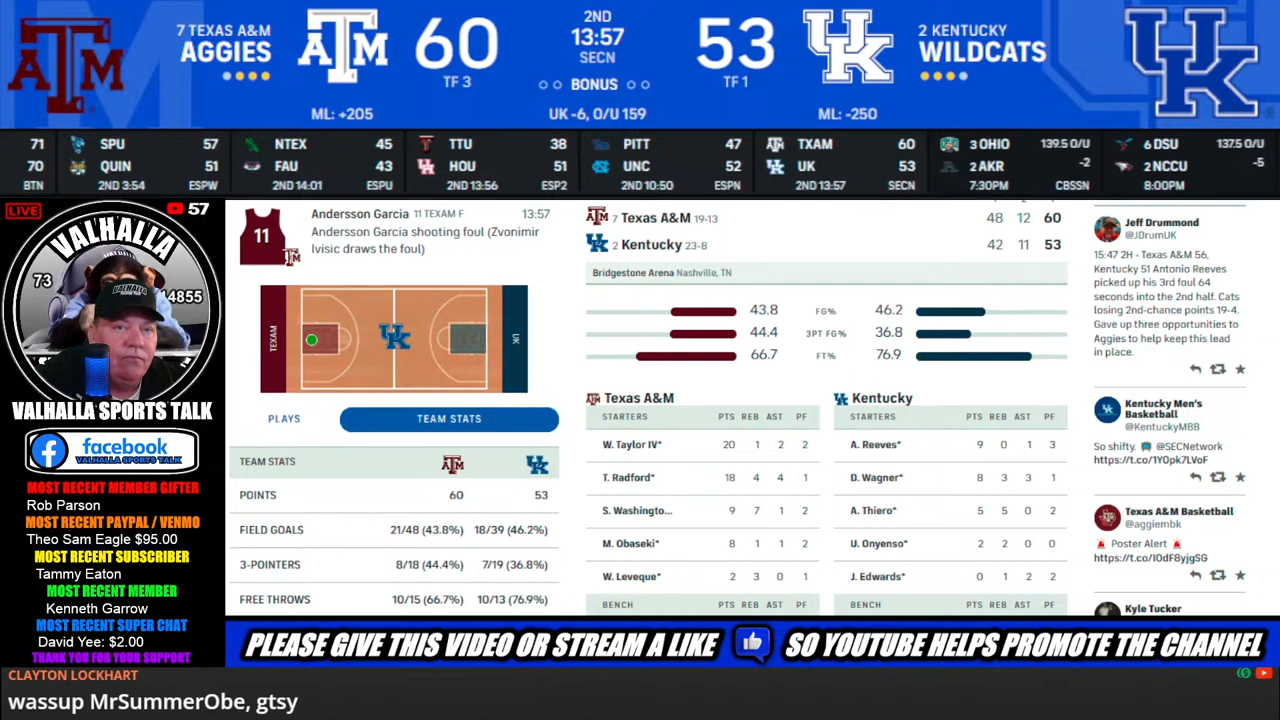 7 TEXAS A&M
AGGIES
60
TF 3
2ND
13:57
SECN
BONUS
53
TF 1
2 KENTUCKY
WILDCATS
ML: +205
UK -6, O/U 159
ML: -250
71
70
BTN
SPU 57
QUIN 51
2ND 3:54 ESPW
NTEX 45
FAU 43
2ND 14:01 ESPU
TTU 38
HOU 51
2ND 13:56 ESP2
PITT 47
UNC 52
2ND 10:50 ESPN
TXAM 60
UK 53
2ND 13:57 SECN
3 OHIO 139.5 O/U
2 AKR -2
7:30PM CBSSN
6 DSU 137.5 O/U
2 NCCU -5
8:00PM
LIVE
57
VALHALLA
73
14855
VALHALLA SPORTS TALK
facebook
VALHALLA SPORTS TALK
MOST RECENT MEMBER GIFTER
Rob Parson
MOST RECENT PAYPAL / VENMO
Theo Sam Eagle $95.00
MOST RECENT SUBSCRIBER
Tammy Eaton
MOST RECENT MEMBER
Kenneth Garrow
MOST RECENT SUPER CHAT
David Yee: $2.00
THANK YOU FOR YOUR SUPPORT
11
Andersson Garcia 11 TEXAM F 13:57
Andersson Garcia shooting foul (Zvonimir
Ivisic draws the foul)
TEXAM
UK
PLAYS
TEAM STATS
TEAM STATS
POINTS 60 53
FIELD GOALS 21/48 (43.8%) 18/39 (46.2%)
3-POINTERS 8/18 (44.4%) 7/19 (36.8%)
FREE THROWS 10/15 (66.7%) 10/13 (76.9%)
7 Texas A&M 19-13 48 12 60
2 Kentucky 23-8 42 11 53
Bridgestone Arena Nashville, TN
43.8 FG% 46.2
44.4 3PT FG% 36.8
66.7 FT% 76.9
Texas A&M
STARTERS PTS REB AST PF
W. Taylor IV* 20 1 2 2
T. Radford* 18 4 4 1
S. Washingto... 9 7 1 2
M. Obaseki* 8 1 1 2
W. Leveque* 2 3 0 1
BENCH PTS REB AST PF
Kentucky
STARTERS PTS REB AST PF
A. Reeves* 9 0 1 3
D. Wagner* 8 3 3 1
A. Thiero* 5 5 0 2
U. Onyenso* 2 2 0 0
J. Edwards* 0 1 2 2
BENCH PTS REB AST PF
Jeff Drummond
@JDrumUK
15:47 2H - Texas A&M 56,
Kentucky 51 Antonio Reeves
picked up his 3rd foul 64
seconds into the 2nd half. Cats
losing 2nd-chance points 19-4.
Gave up three opportunities to
Aggies to help keep this lead
in place.
Kentucky Men's
Basketball
@KentuckyMBB
So shifty. @SECNetwork
https://t.co/1YOpk7LVoF
Texas A&M Basketball
@aggiembk
Poster Alert
https://t.co/I0dF8yjgSG
Kyle Tucker
PLEASE GIVE THIS VIDEO OR STREAM A LIKE SO YOUTUBE HELPS PROMOTE THE CHANNEL
CLAYTON LOCKHART
wassup MrSummerObe, gtsy